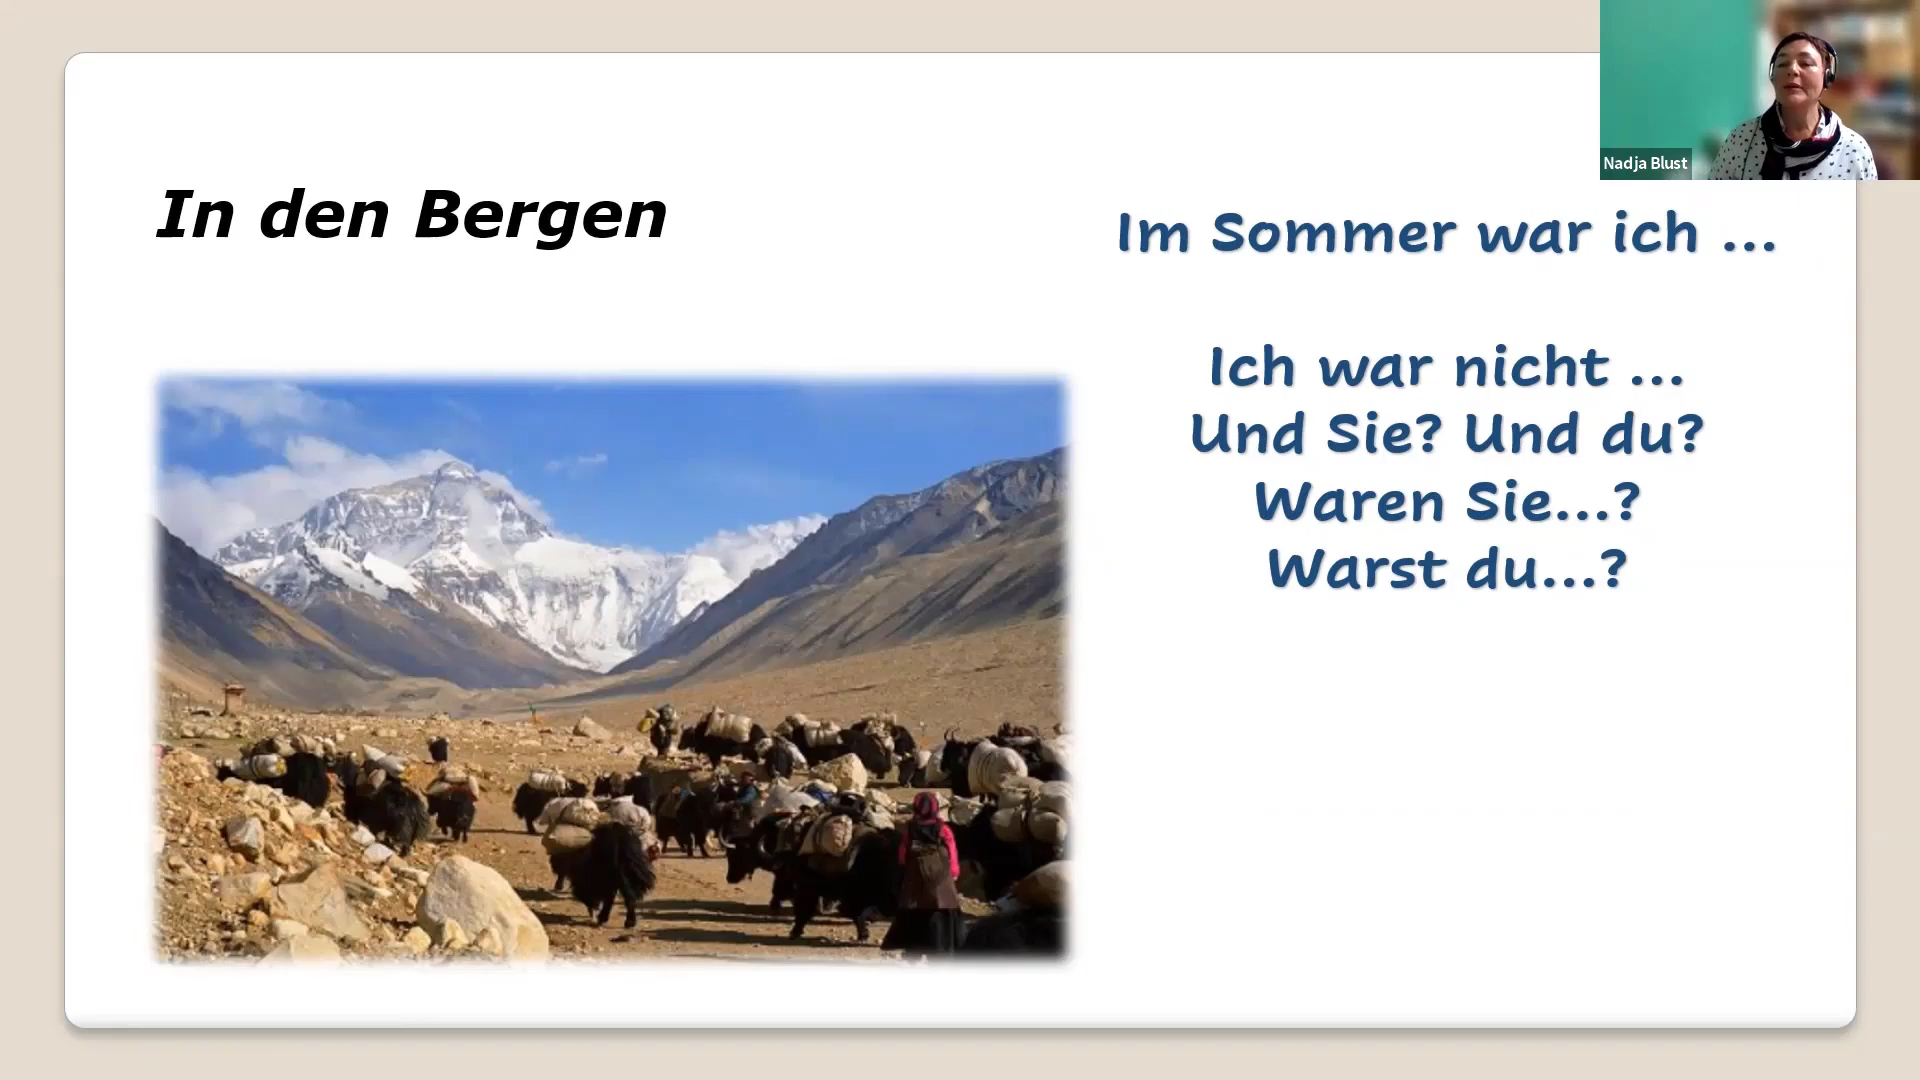 Nadja Blust
In den Bergen
Im Sommer war ich ...
Ich war nicht ...
Und Sie? Und du?
Waren Sie...?
Warst du...?